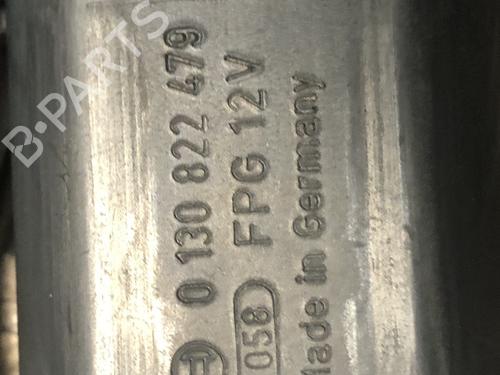 0 130 822 479
058 FPG 12V
Made in Germany
B-PARTS